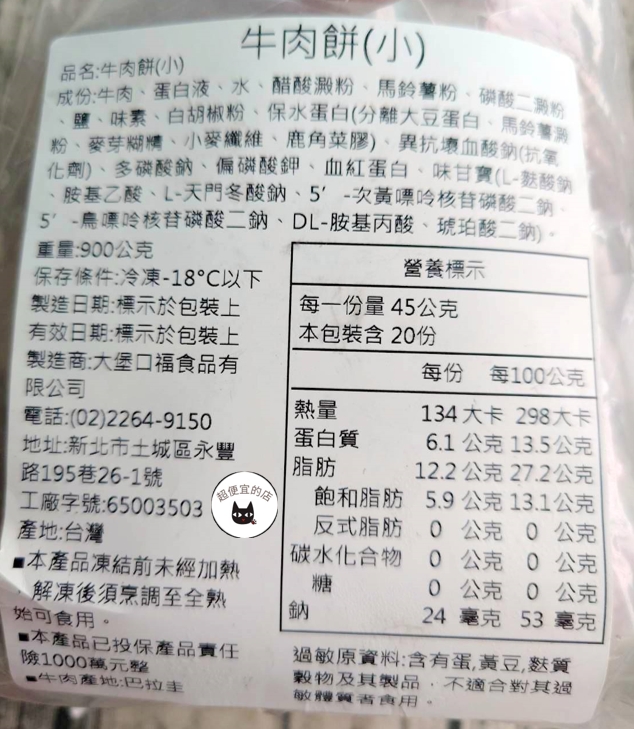 牛肉餅(小)
品名:牛肉餅(小)
成份:牛肉、蛋白液、水、醋酸澱粉、馬鈴薯粉、磷酸二澱粉
、鹽、味素、白胡椒粉、保水蛋白(分離大豆蛋白、馬鈴薯澱
粉、麥芽糊精、小麥纖維、鹿角菜膠)、異抗壞血酸鈉(抗氧
化劑)、多磷酸鈉、偏磷酸鉀、血紅蛋白、味甘寶(L-麩酸鈉
、胺基乙酸、L-天門冬酸鈉、5’-次黃嘌呤核苷磷酸二鈉、
5’-鳥嘌呤核苷磷酸二鈉、DL-胺基丙酸、琥珀酸二鈉)。
重量:900公克
保存條件:冷凍-18°C以下
製造日期:標示於包裝上
有效日期:標示於包裝上
製造商:大堡口福食品有
限公司
電話:(02)2264-9150
地址:新北市土城區永豐
路195巷26-1號
工廠字號:65003503
產地:台灣
■本產品凍結前未經加熱
解凍後須烹調至全熟
始可食用。
■本產品已投保產品責任
險1000萬元整
■牛肉產地:巴拉圭
超便宜的店
營養標示
每一份量 45公克
本包裝含 20份
每份 每100公克
熱量 134 大卡 298大卡
蛋白質 6.1 公克 13.5公克
脂肪 12.2 公克 27.2公克
飽和脂肪 5.9 公克 13.1公克
反式脂肪 0 公克 0 公克
碳水化合物 0 公克 0 公克
糖 0 公克 0 公克
鈉 24 毫克 53 毫克
過敏原資料:含有蛋,黃豆,麩質
穀物及其製品，不適合對其過
敏體質者食用。